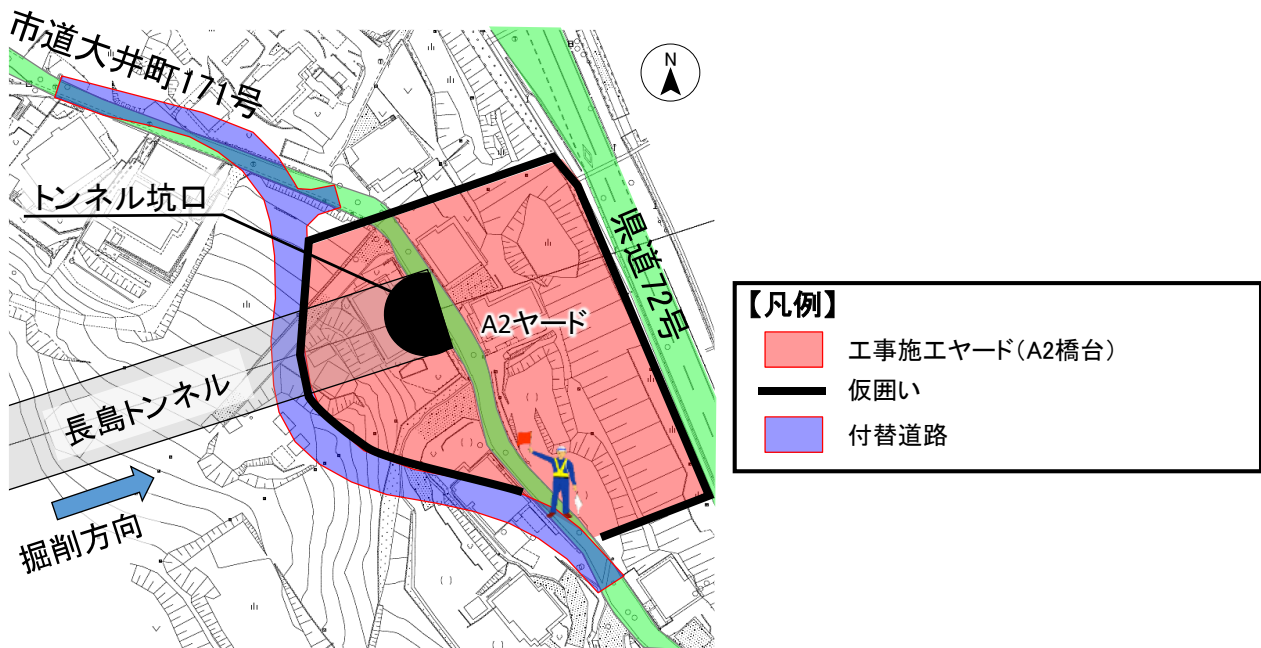 市道大井町171号
N
トンネル坑口
県道72号
A2ヤード
長島トンネル
掘削方向
【凡例】
工事施工ヤード(A2橋台)
仮囲い
付替道路